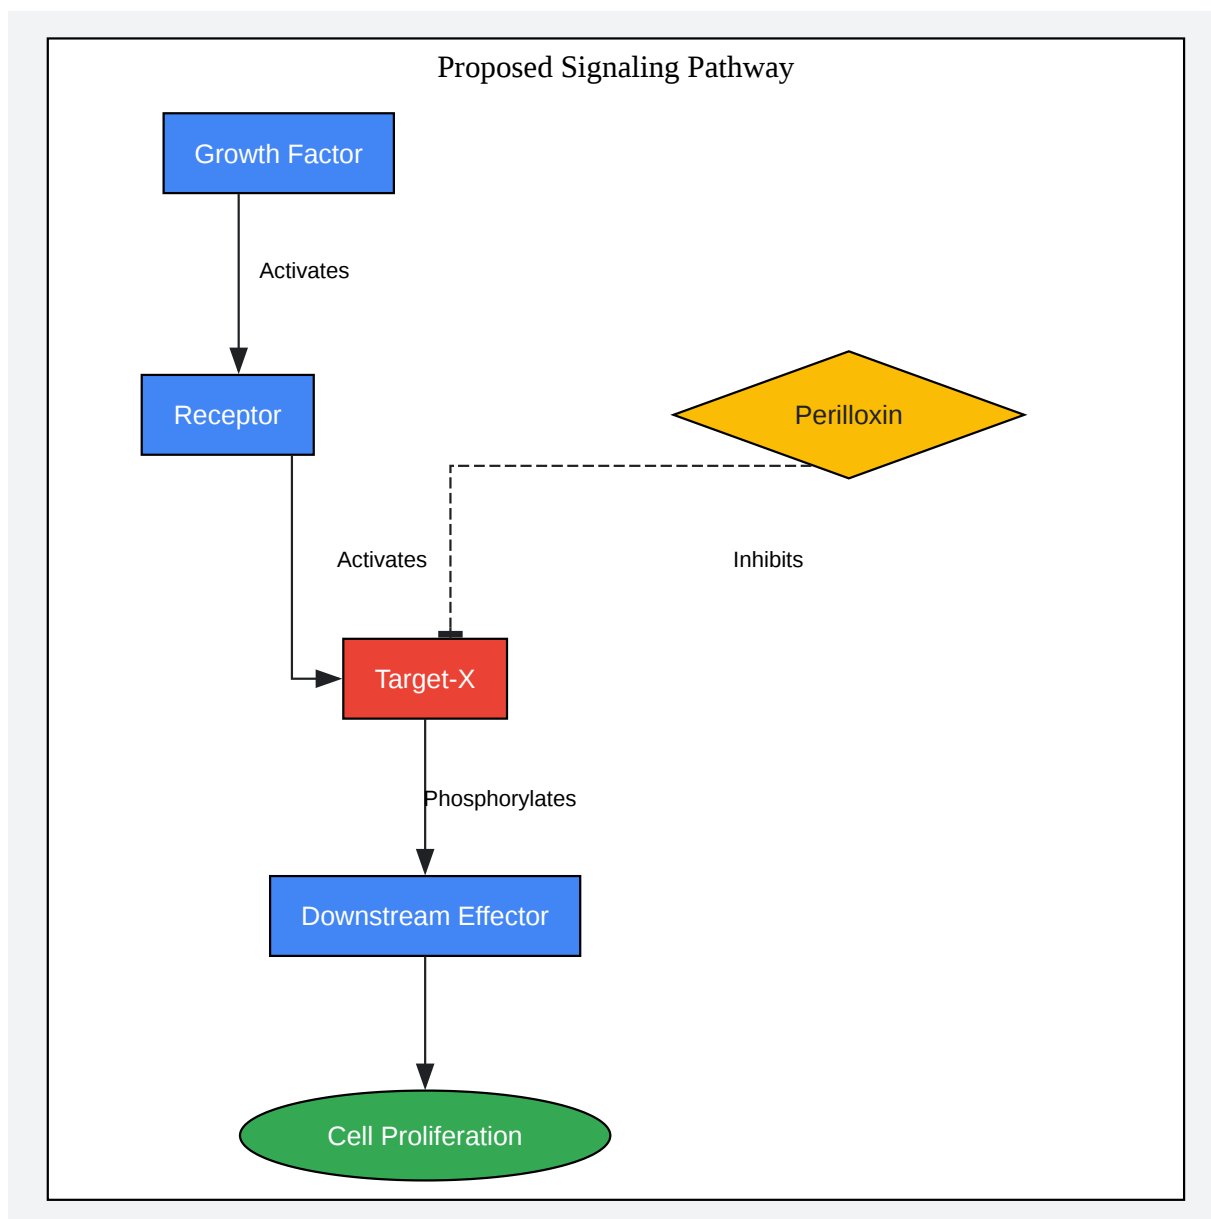 Proposed Signaling Pathway
Growth Factor
Activates
Receptor
Perilloxin
Activates
Inhibits
Target-X
Phosphorylates
Downstream Effector
Cell Proliferation